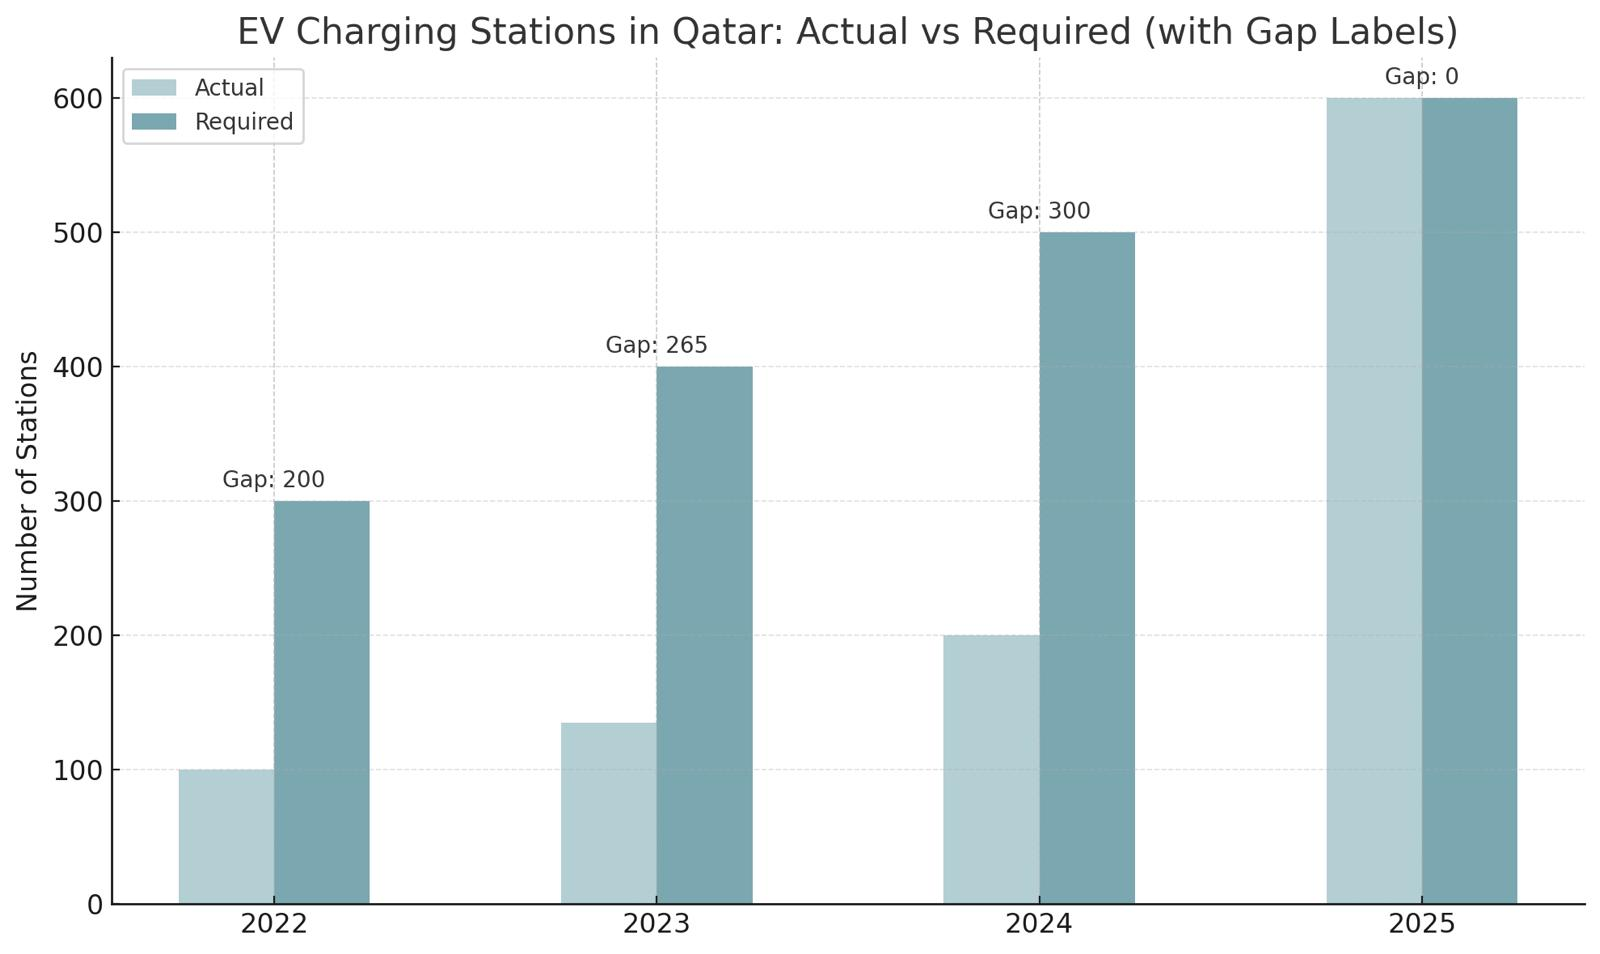 EV Charging Stations in Qatar: Actual vs Required (with Gap Labels)
Actual
Required
Gap: 0
Gap: 300
Gap: 265
Gap: 200
Number of Stations
600
500
400
300
200
100
0
2022
2023
2024
2025